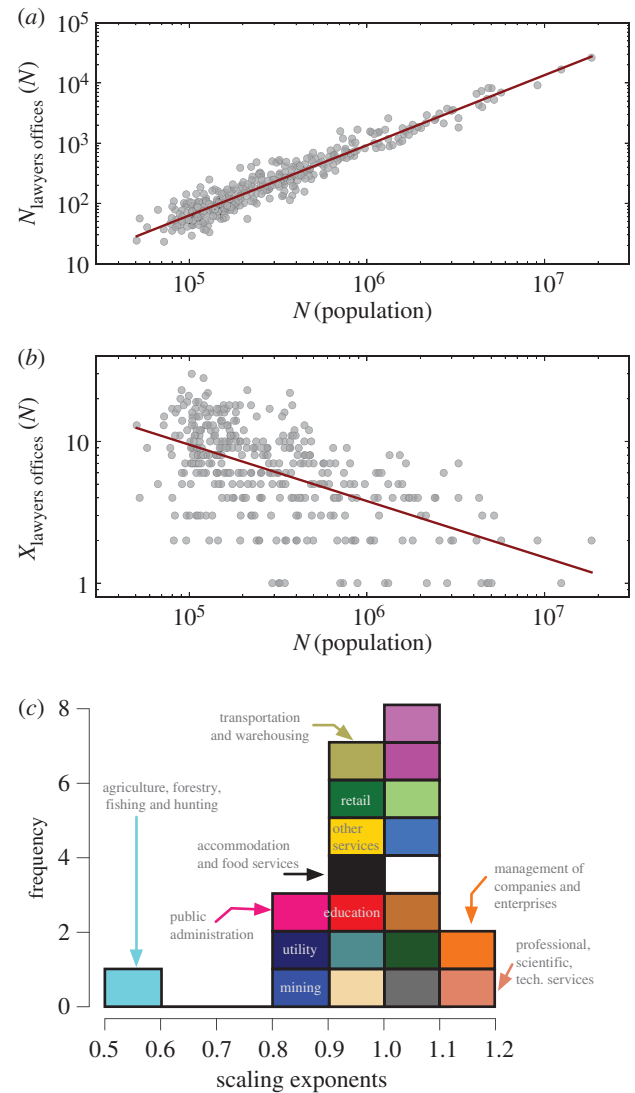 (a)
10^5
10^4
10^3
10^2
10
N_lawyers offices (N)
10^5 10^6 10^7
N (population)
(b)
10
1
X_lawyers offices (N)
10^5 10^6 10^7
N (population)
(c)
8
6
4
2
0
frequency
transportation
and warehousing
agriculture, forestry,
fishing and hunting
retail
other
services
accommodation
and food services
management of
companies and
enterprises
public
administration
education
utility
professional,
scientific,
tech. services
mining
0.5 0.6 0.7 0.8 0.9 1.0 1.1 1.2
scaling exponents